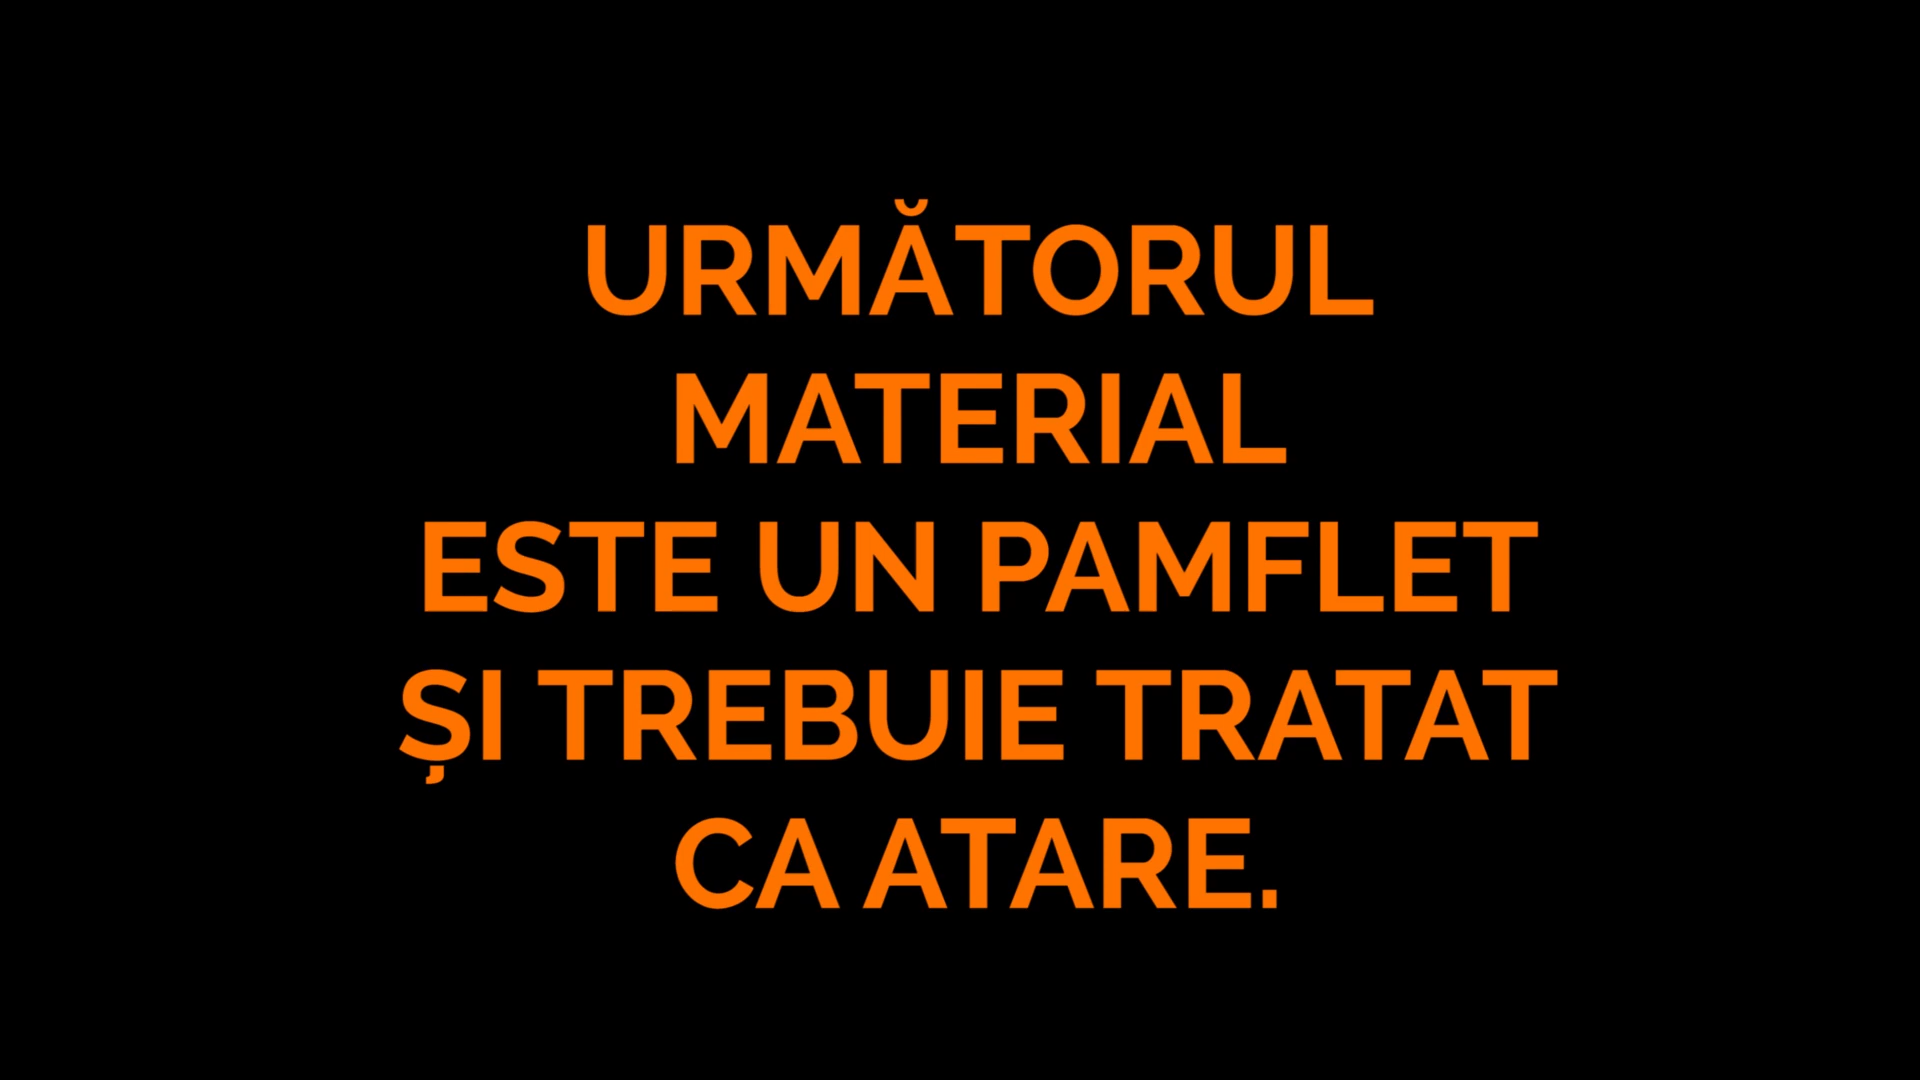 URMĂTORUL
MATERIAL
ESTE UN PAMFLET
ȘI TREBUIE TRATAT
CA ATARE.